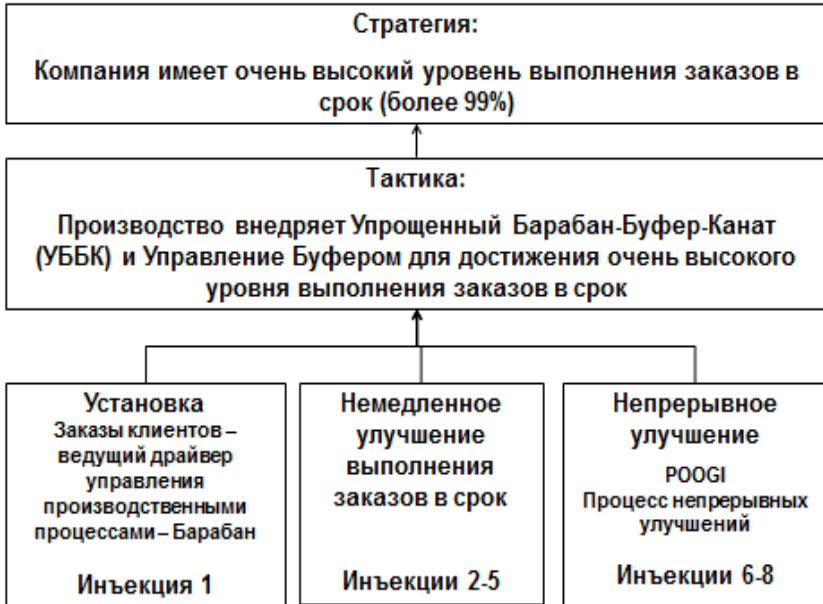 Стратегия:
Компания имеет очень высокий уровень выполнения заказов в
срок (более 99%)
Тактика:
Производство внедряет Упрощенный Барабан-Буфер-Канат
(УББК) и Управление Буфером для достижения очень высокого
уровня выполнения заказов в срок
Установка
Заказы клиентов –
ведущий драйвер
управления
производственными
процессами – Барабан
Инъекция 1
Немедленное
улучшение
выполнения
заказов в срок
Инъекции 2-5
Непрерывное
улучшение
POOGI
Процесс непрерывных
улучшений
Инъекции 6-8